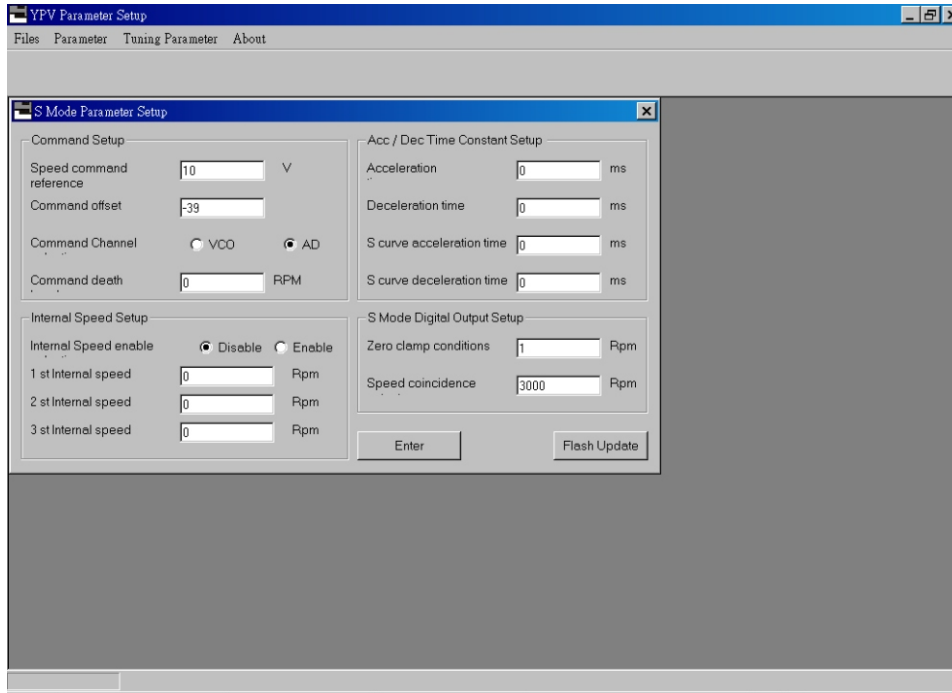 YPV Parameter Setup
Files Parameter Tuning Parameter About
S Mode Parameter Setup
Command Setup
Speed command
reference
10 V
Command offset
-39
Command Channel
VCO AD
Command death
0 RPM
Internal Speed Setup
Internal Speed enable
Disable Enable
1 st Internal speed 0 Rpm
2 st Internal speed 0 Rpm
3 st Internal speed 0 Rpm
Acc / Dec Time Constant Setup
Acceleration 0 ms
Deceleration time 0 ms
S curve acceleration time 0 ms
S curve deceleration time 0 ms
S Mode Digital Output Setup
Zero clamp conditions 1 Rpm
Speed coincidence 3000 Rpm
Enter Flash Update